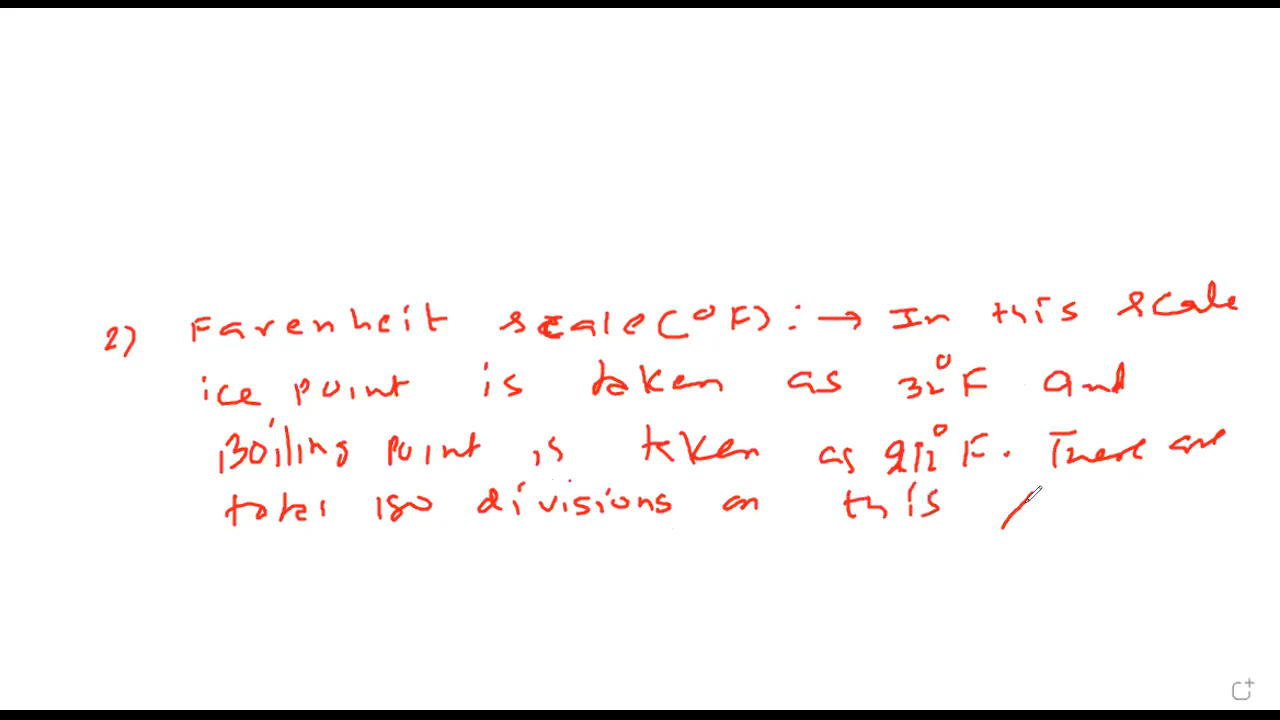 2) Farenheit scale (°F) : → In this scale
ice point is taken as 32°F and
Boiling point is taken as 212°F. There are
total 180 divisions on this